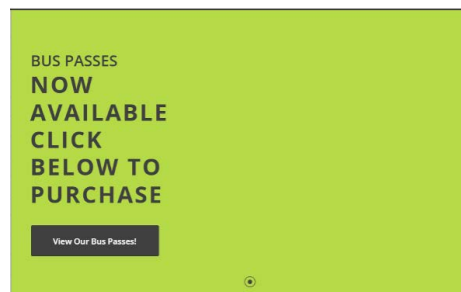 BUS PASSES
NOW
AVAILABLE
CLICK
BELOW TO
PURCHASE
View Our Bus Passes!